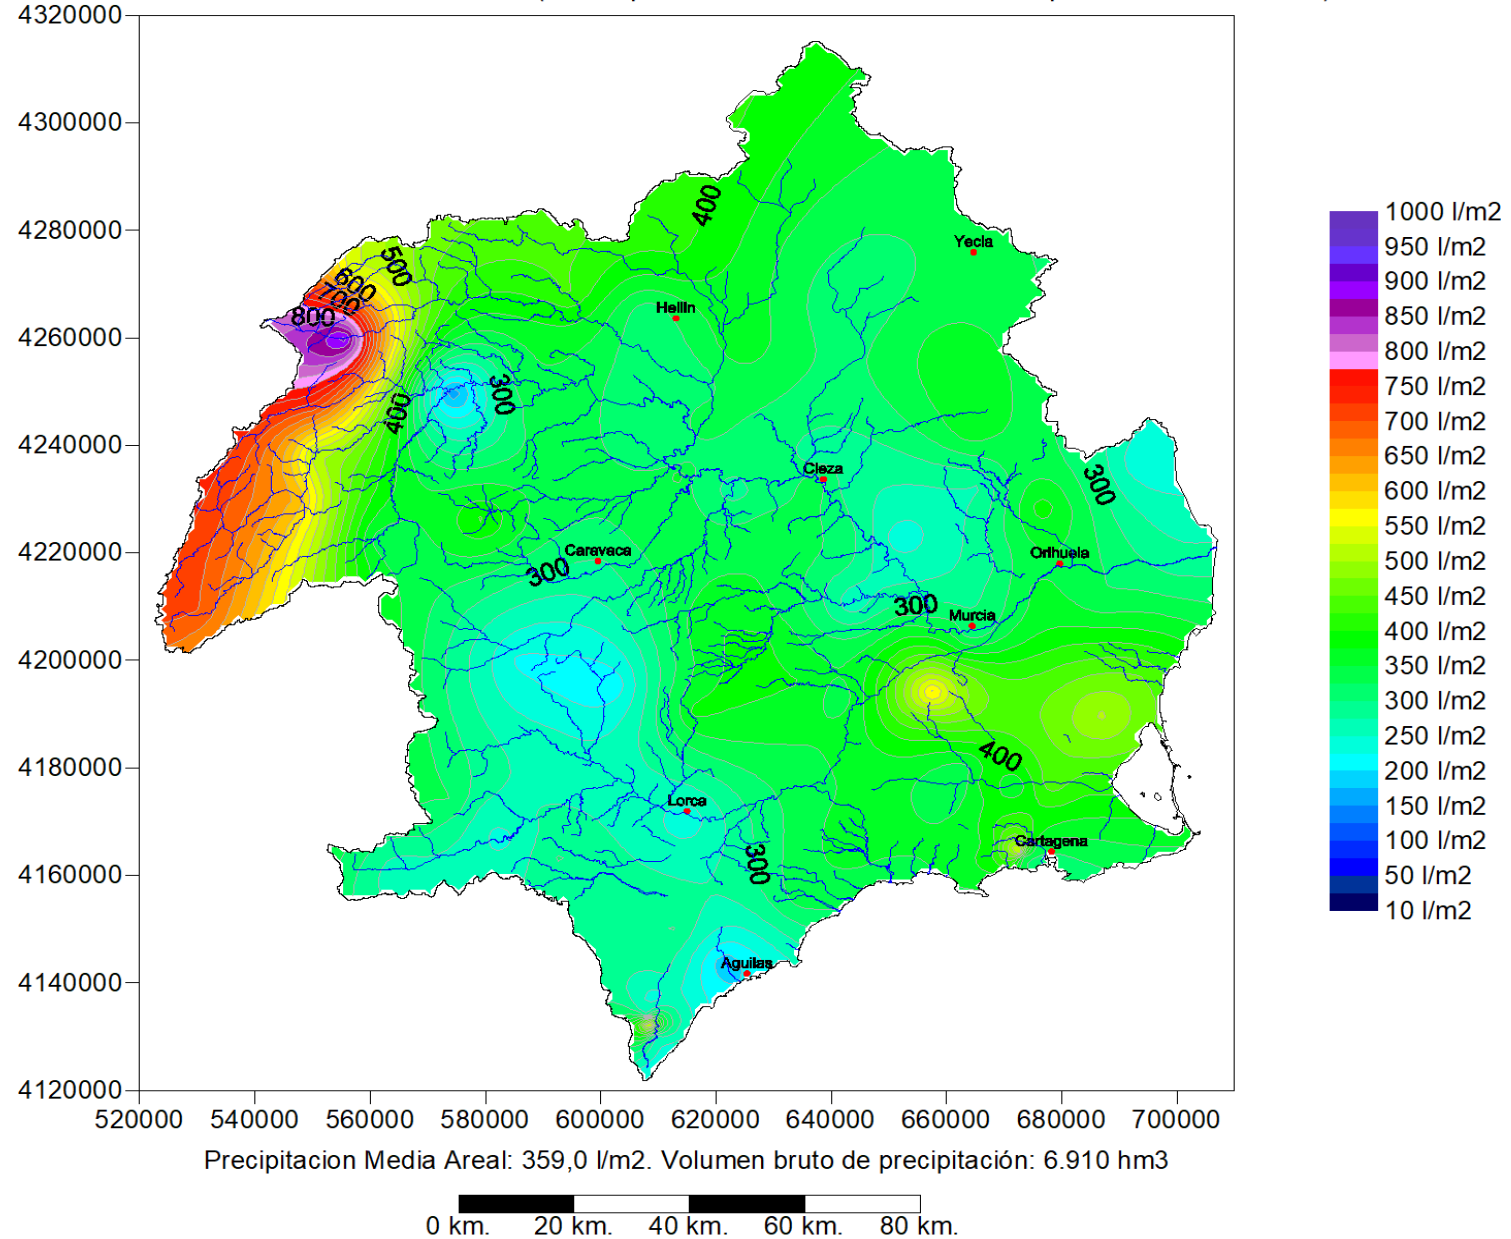 4320000
4300000
4280000
4260000
4240000
4220000
4200000
4180000
4160000
4140000
4120000
520000 540000 560000 580000 600000 620000 640000 660000 680000 700000
400
500
600
700
800
Yecla
Hellin
300
400
Cieza
300
Caravaca
300
Orihuela
300
Murcia
400
Lorca
Cartagena
300
Aguilas
1000 l/m2
950 l/m2
900 l/m2
850 l/m2
800 l/m2
750 l/m2
700 l/m2
650 l/m2
600 l/m2
550 l/m2
500 l/m2
450 l/m2
400 l/m2
350 l/m2
300 l/m2
250 l/m2
200 l/m2
150 l/m2
100 l/m2
50 l/m2
10 l/m2
Precipitacion Media Areal: 359,0 l/m2. Volumen bruto de precipitación: 6.910 hm3
0 km. 20 km. 40 km. 60 km. 80 km.